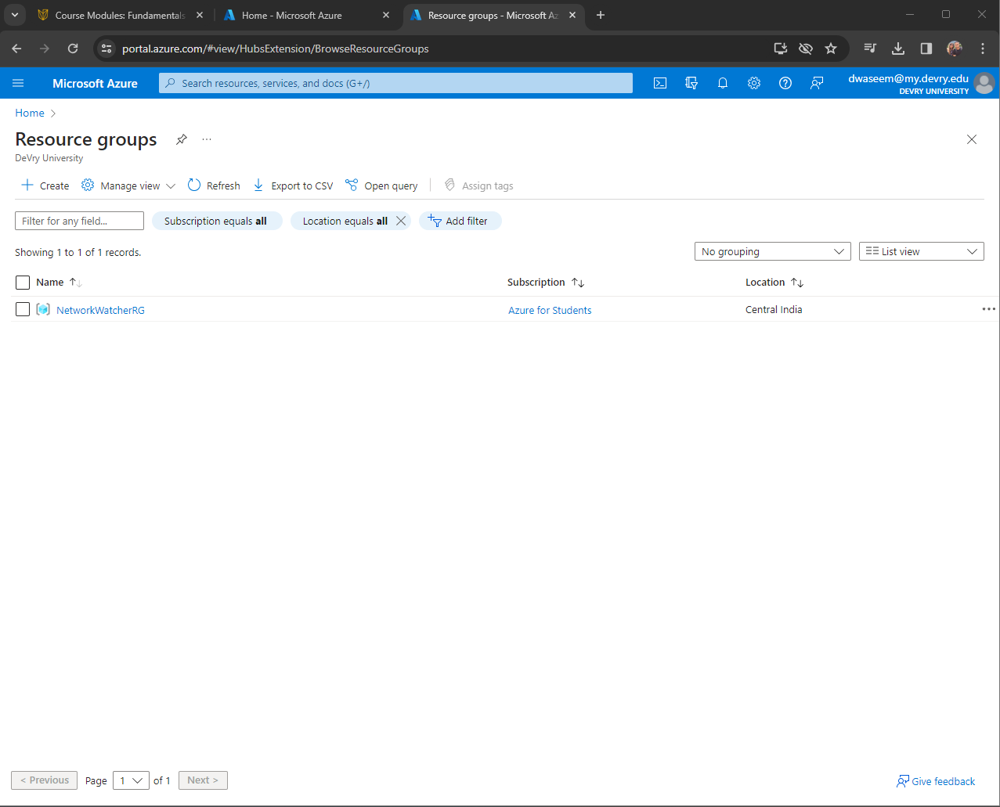 Course Modules: Fundamentals
Home - Microsoft Azure
Resource groups - Microsoft Az
portal.azure.com/#view/HubsExtension/BrowseResourceGroups
Microsoft Azure
Search resources, services, and docs (G+/)
dwaseem@my.devry.edu
DEVRY UNIVERSITY
Home
Resource groups
DeVry University
Create Manage view Refresh Export to CSV Open query Assign tags
Filter for any field... Subscription equals all Location equals all Add filter
Showing 1 to 1 of 1 records. No grouping List view
Name Subscription Location
NetworkWatcherRG Azure for Students Central India
< Previous Page 1 of 1 Next > Give feedback